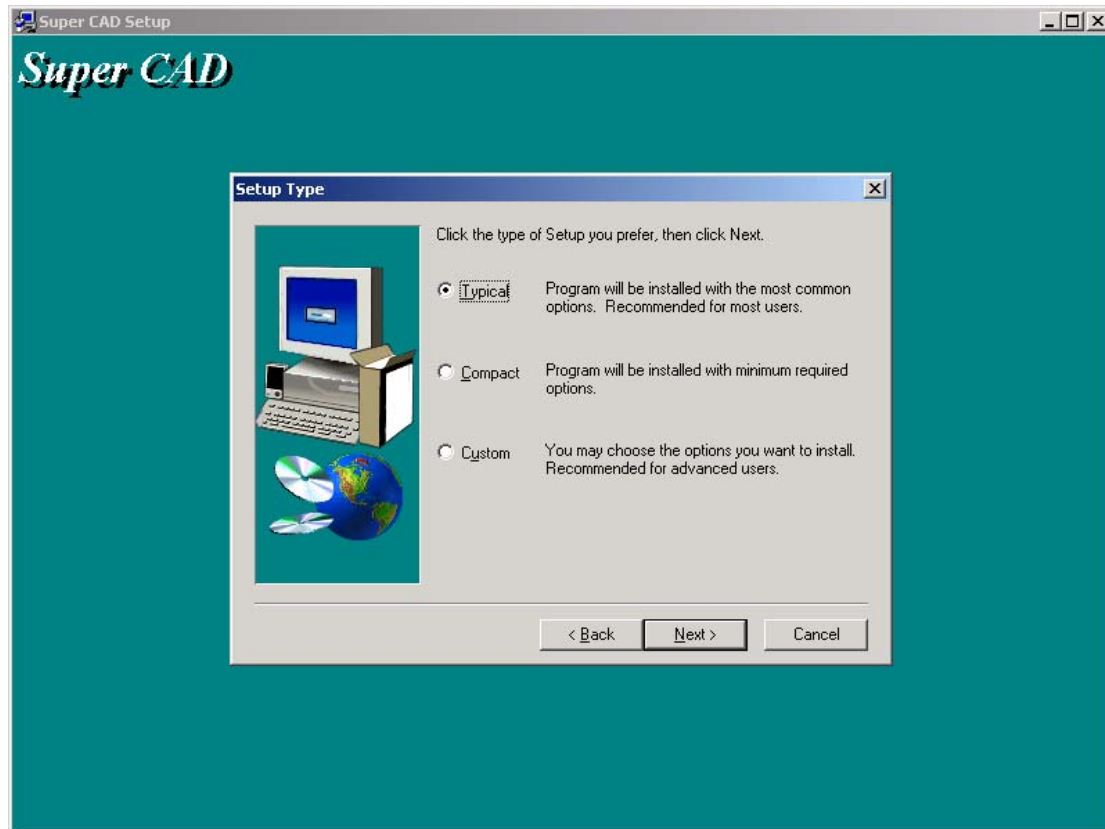 Super CAD Setup
Super CAD
Setup Type
Click the type of Setup you prefer, then click Next.
Typical
Program will be installed with the most common
options.  Recommended for most users.
Compact
Program will be installed with minimum required
options.
Custom
You may choose the options you want to install.
Recommended for advanced users.
< Back
Next >
Cancel